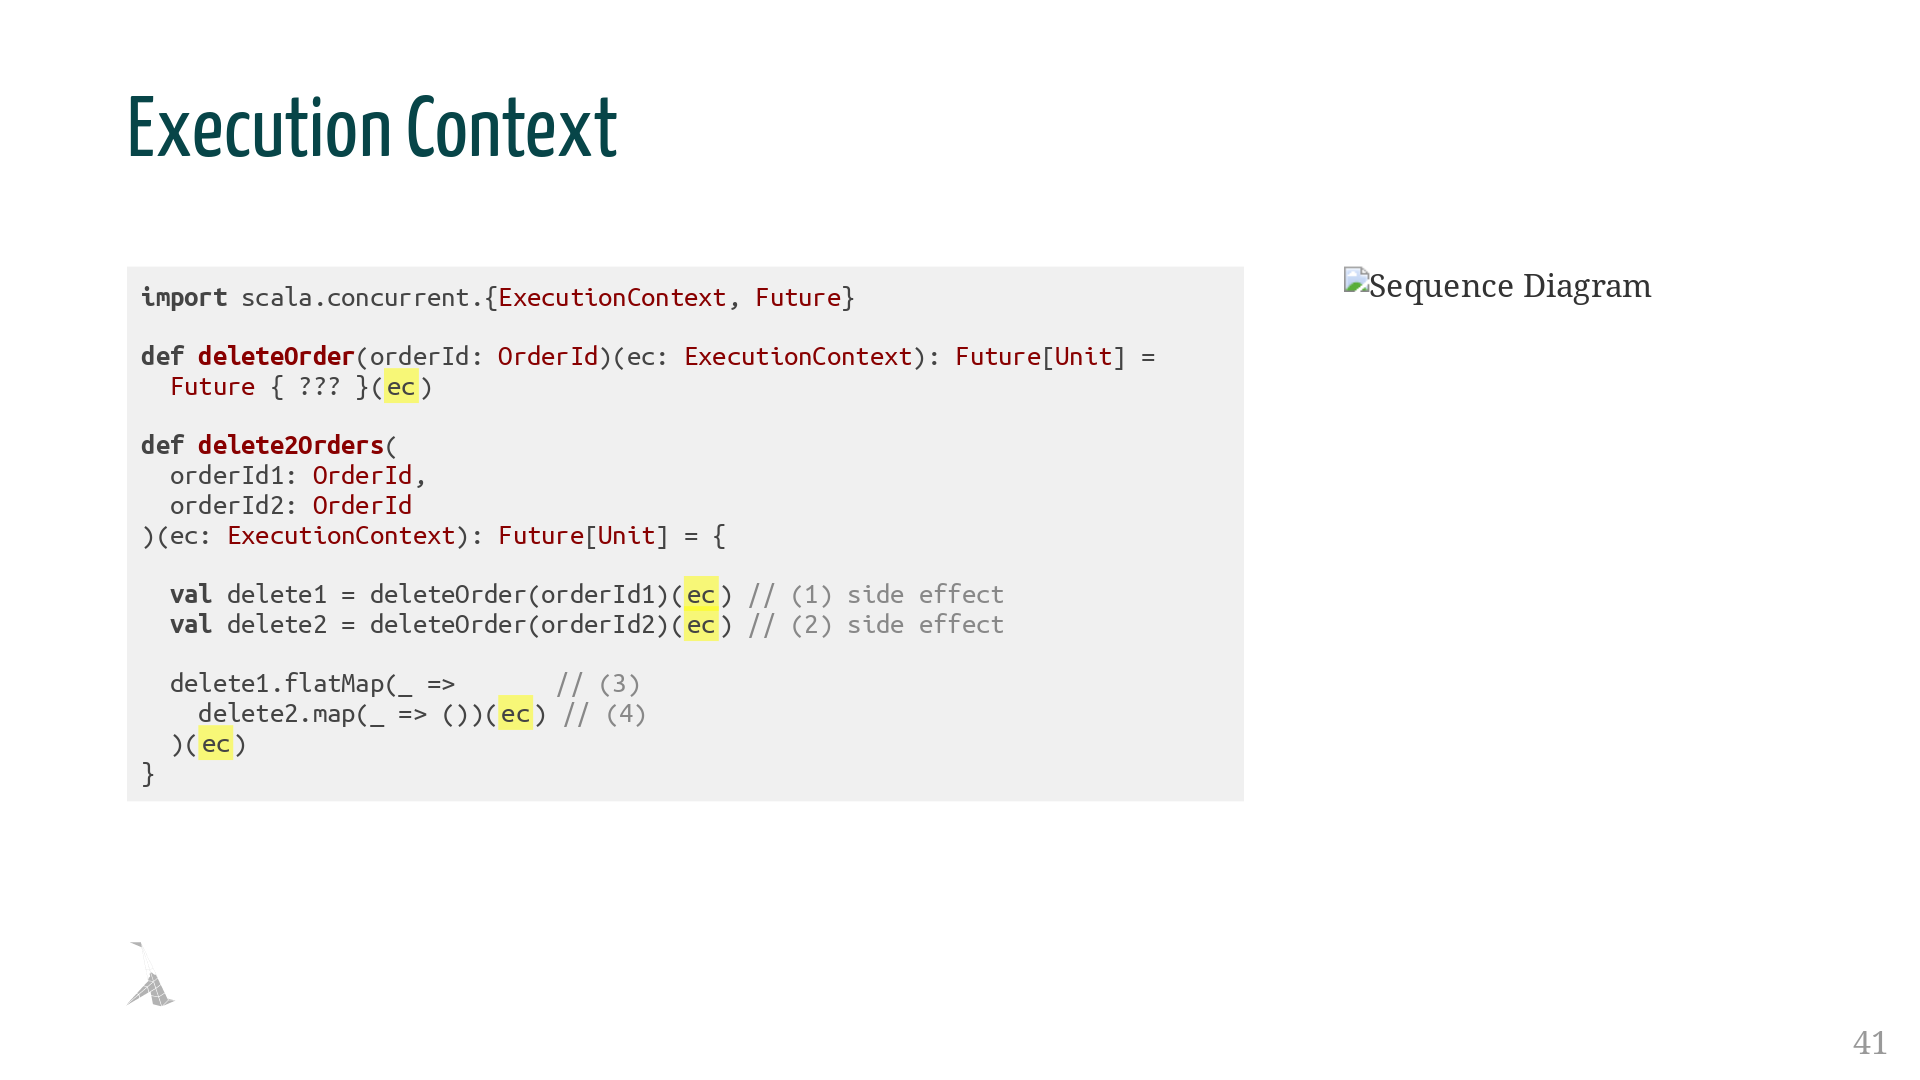 Execution Context
import scala.concurrent.{ExecutionContext, Future}
def deleteOrder(orderId: OrderId)(ec: ExecutionContext): Future[Unit] =
  Future { ??? }(ec)
def delete2Orders(
  orderId1: OrderId,
  orderId2: OrderId
)(ec: ExecutionContext): Future[Unit] = {
  val delete1 = deleteOrder(orderId1)(ec) // (1) side effect
  val delete2 = deleteOrder(orderId2)(ec) // (2) side effect
  delete1.flatMap(_ =>       // (3)
    delete2.map(_ => ())(ec) // (4)
  )(ec)
}
Sequence Diagram
41